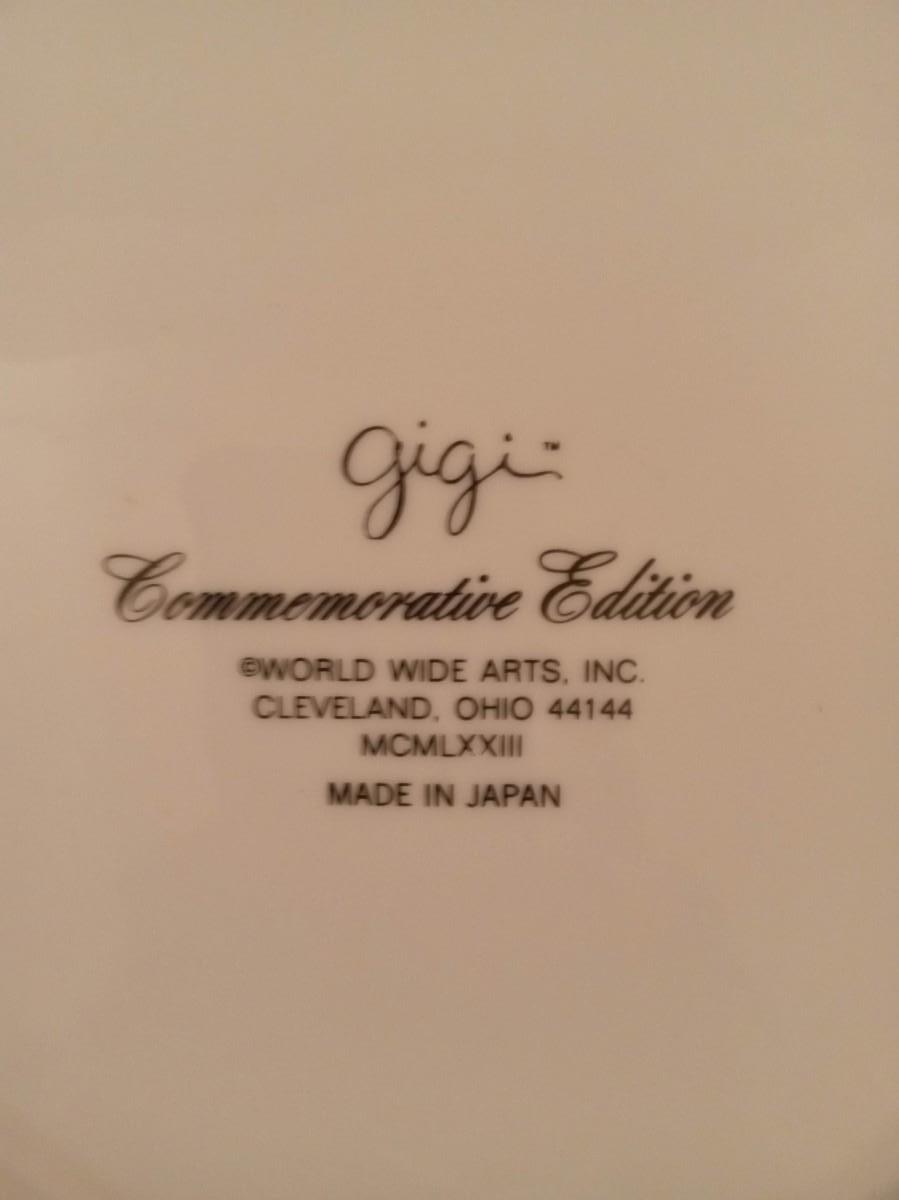 gigi™
Commemorative Edition
©WORLD WIDE ARTS, INC.
CLEVELAND, OHIO 44144
MCMLXXIII
MADE IN JAPAN